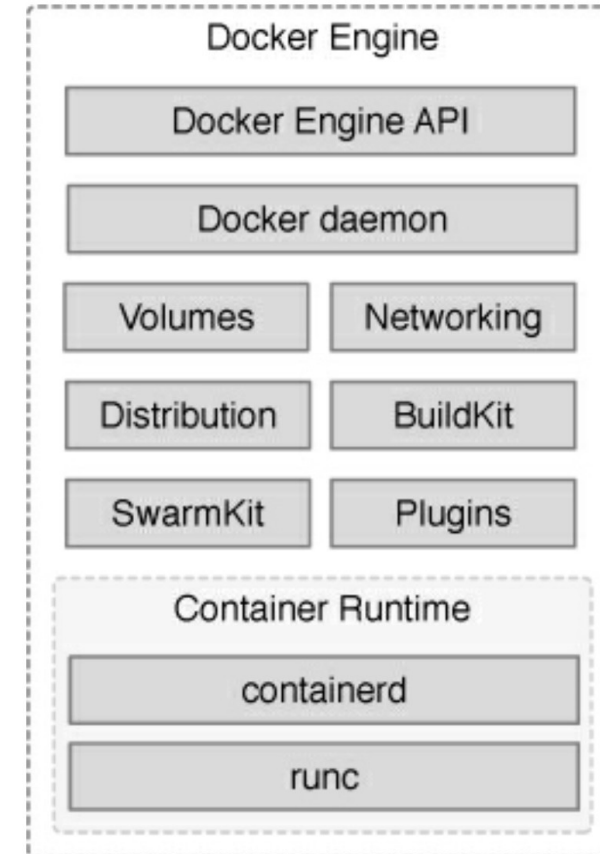 Docker Engine
Docker Engine API
Docker daemon
Volumes
Networking
Distribution
BuildKit
SwarmKit
Plugins
Container Runtime
containerd
runc